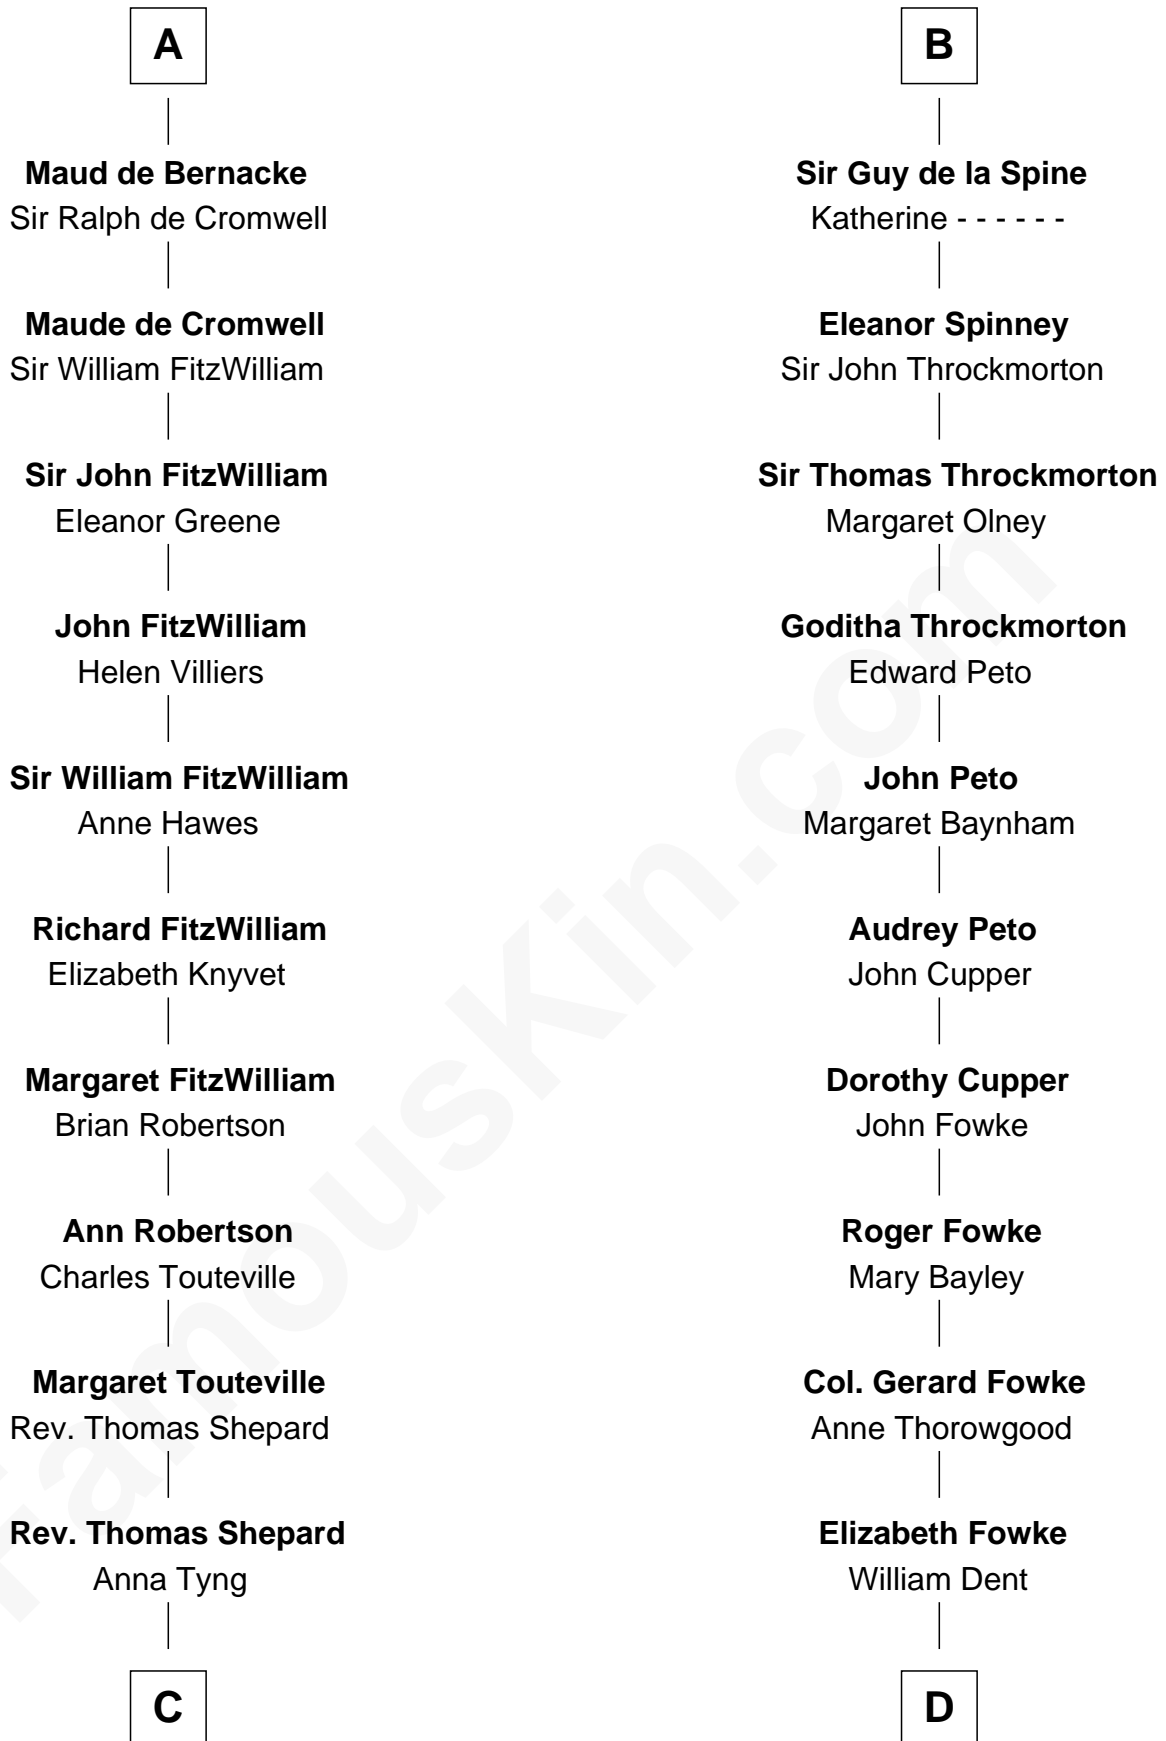 A
Maud de Bernacke
Sir Ralph de Cromwell
Maude de Cromwell
Sir William FitzWilliam
Sir John FitzWilliam
Eleanor Greene
John FitzWilliam
Helen Villiers
Sir William FitzWilliam
Anne Hawes
Richard FitzWilliam
Elizabeth Knyvet
Margaret FitzWilliam
Brian Robertson
Ann Robertson
Charles Touteville
Margaret Touteville
Rev. Thomas Shepard
Rev. Thomas Shepard
Anna Tyng
C
B
Sir Guy de la Spine
Katherine - - - - - -
Eleanor Spinney
Sir John Throckmorton
Sir Thomas Throckmorton
Margaret Olney
Goditha Throckmorton
Edward Peto
John Peto
Margaret Baynham
Audrey Peto
John Cupper
Dorothy Cupper
John Fowke
Roger Fowke
Mary Bayley
Col. Gerard Fowke
Anne Thorowgood
Elizabeth Fowke
William Dent
D
FamousKin.com